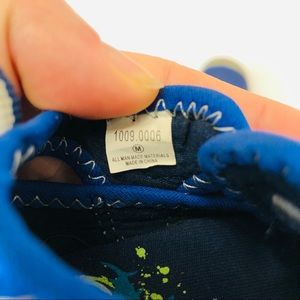 1009.0006
M
ALL MAN MADE MATERIALS
MADE IN CHINA